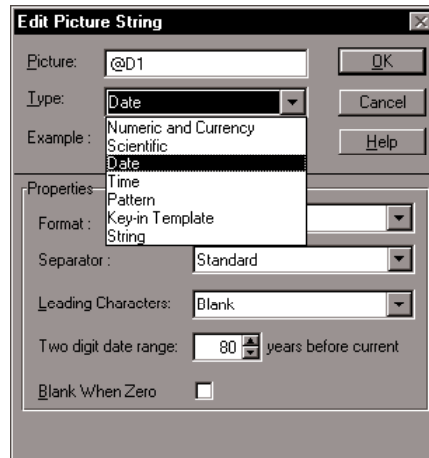 Edit Picture String
Picture: @D1 OK
Type: Date Cancel
Example : Numeric and Currency Help
Scientific
Date
Time
Pattern
Key-in Template
String
Properties
Format :
Separator : Standard
Leading Characters: Blank
Two digit date range: 80 years before current
Blank When Zero